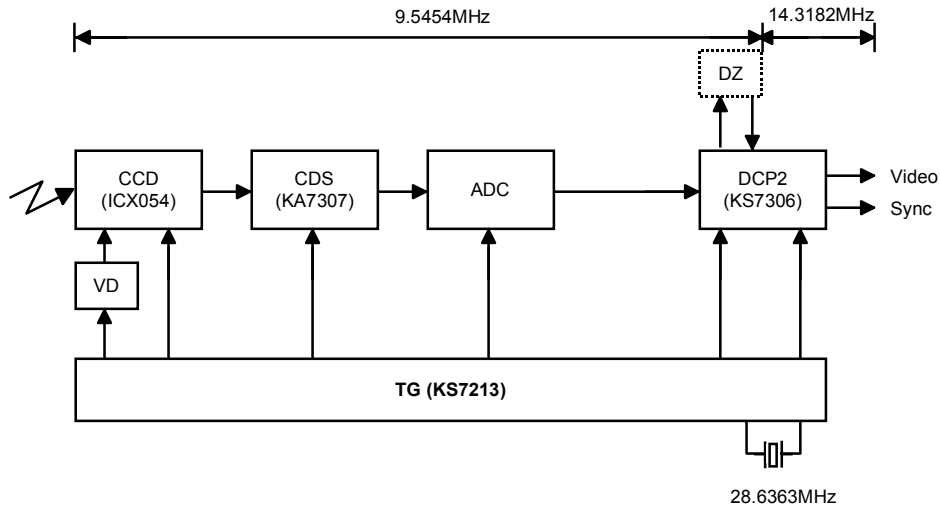 9.5454MHz
14.3182MHz
DZ
CCD
(ICX054)
CDS
(KA7307)
ADC
DCP2
(KS7306)
Video
Sync
VD
TG (KS7213)
28.6363MHz